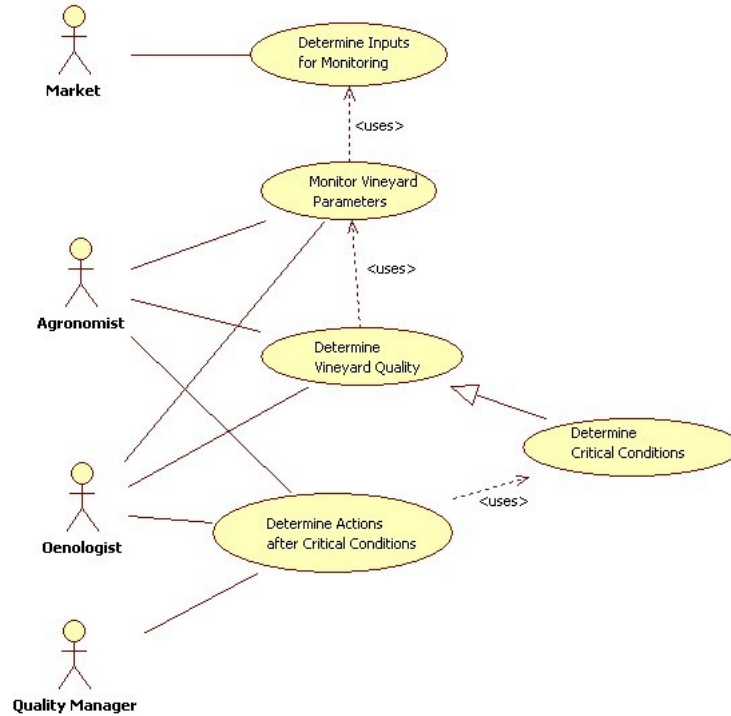 Determine Inputs
for Monitoring
Market
<uses>
Monitor Vineyard
Parameters
<uses>
Agronomist
Determine
Vineyard Quality
Determine
Critical Conditions
<uses>
Determine Actions
after Critical Conditions
Oenologist
Quality Manager